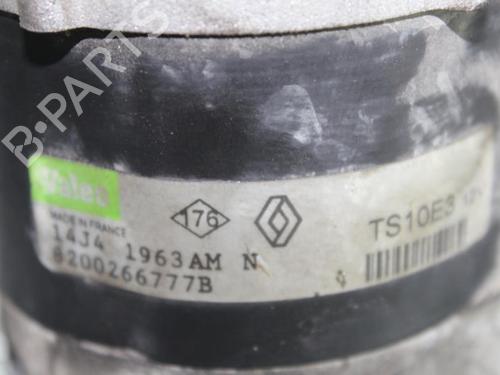 B-PARTS
Valeo
MADE IN FRANCE
176
TS10E3 12V
14J4 1963AM N
8200266777B